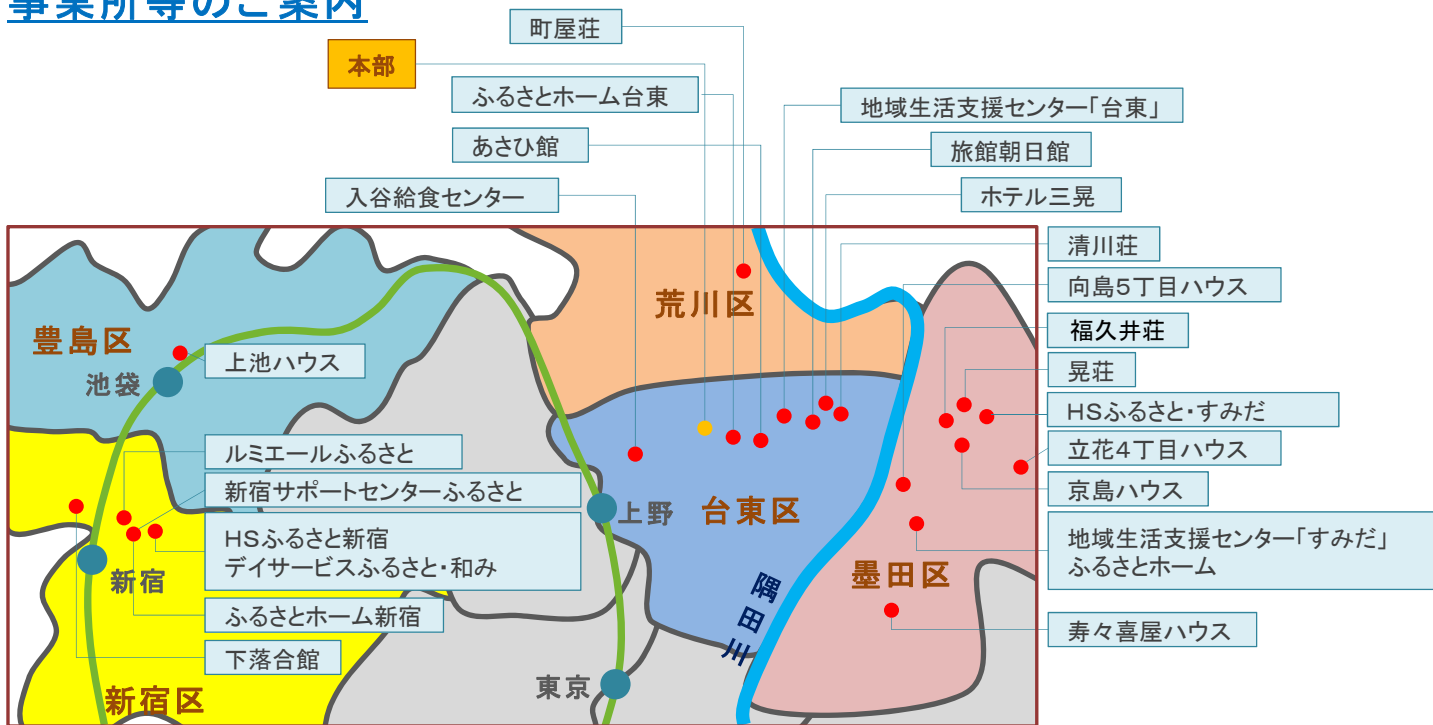 事業所等のご案内
町屋荘
本部
ふるさとホーム台東
地域生活支援センター「台東」
あさひ館
旅館朝日館
入谷給食センター
ホテル三晃
清川荘
向島5丁目ハウス
福久井荘
晃荘
HSふるさと・すみだ
立花4丁目ハウス
京島ハウス
地域生活支援センター「すみだ」
ふるさとホーム
寿々喜屋ハウス
荒川区
豊島区
池袋
上池ハウス
ルミエールふるさと
新宿サポートセンターふるさと
HSふるさと新宿
デイサービスふるさと・和み
ふるさとホーム新宿
下落合館
新宿
新宿区
上野
台東区
墨田区
隅田川
東京